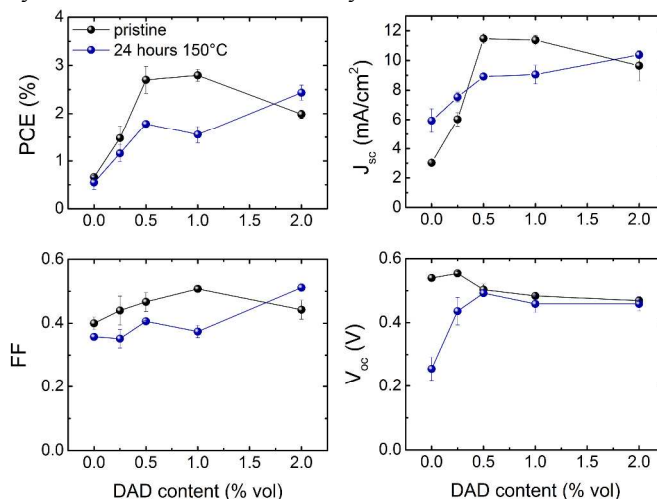 pristine
24 hours 150°C
PCE (%)
4
3
2
1
0
0.0 0.5 1.0 1.5 2.0
J_sc (mA/cm²)
12
10
8
6
4
2
0
0.0 0.5 1.0 1.5 2.0
FF
0.6
0.4
0.2
0.0
0.0 0.5 1.0 1.5 2.0
DAD content (% vol)
V_oc (V)
0.6
0.4
0.2
0.0
0.0 0.5 1.0 1.5 2.0
DAD content (% vol)